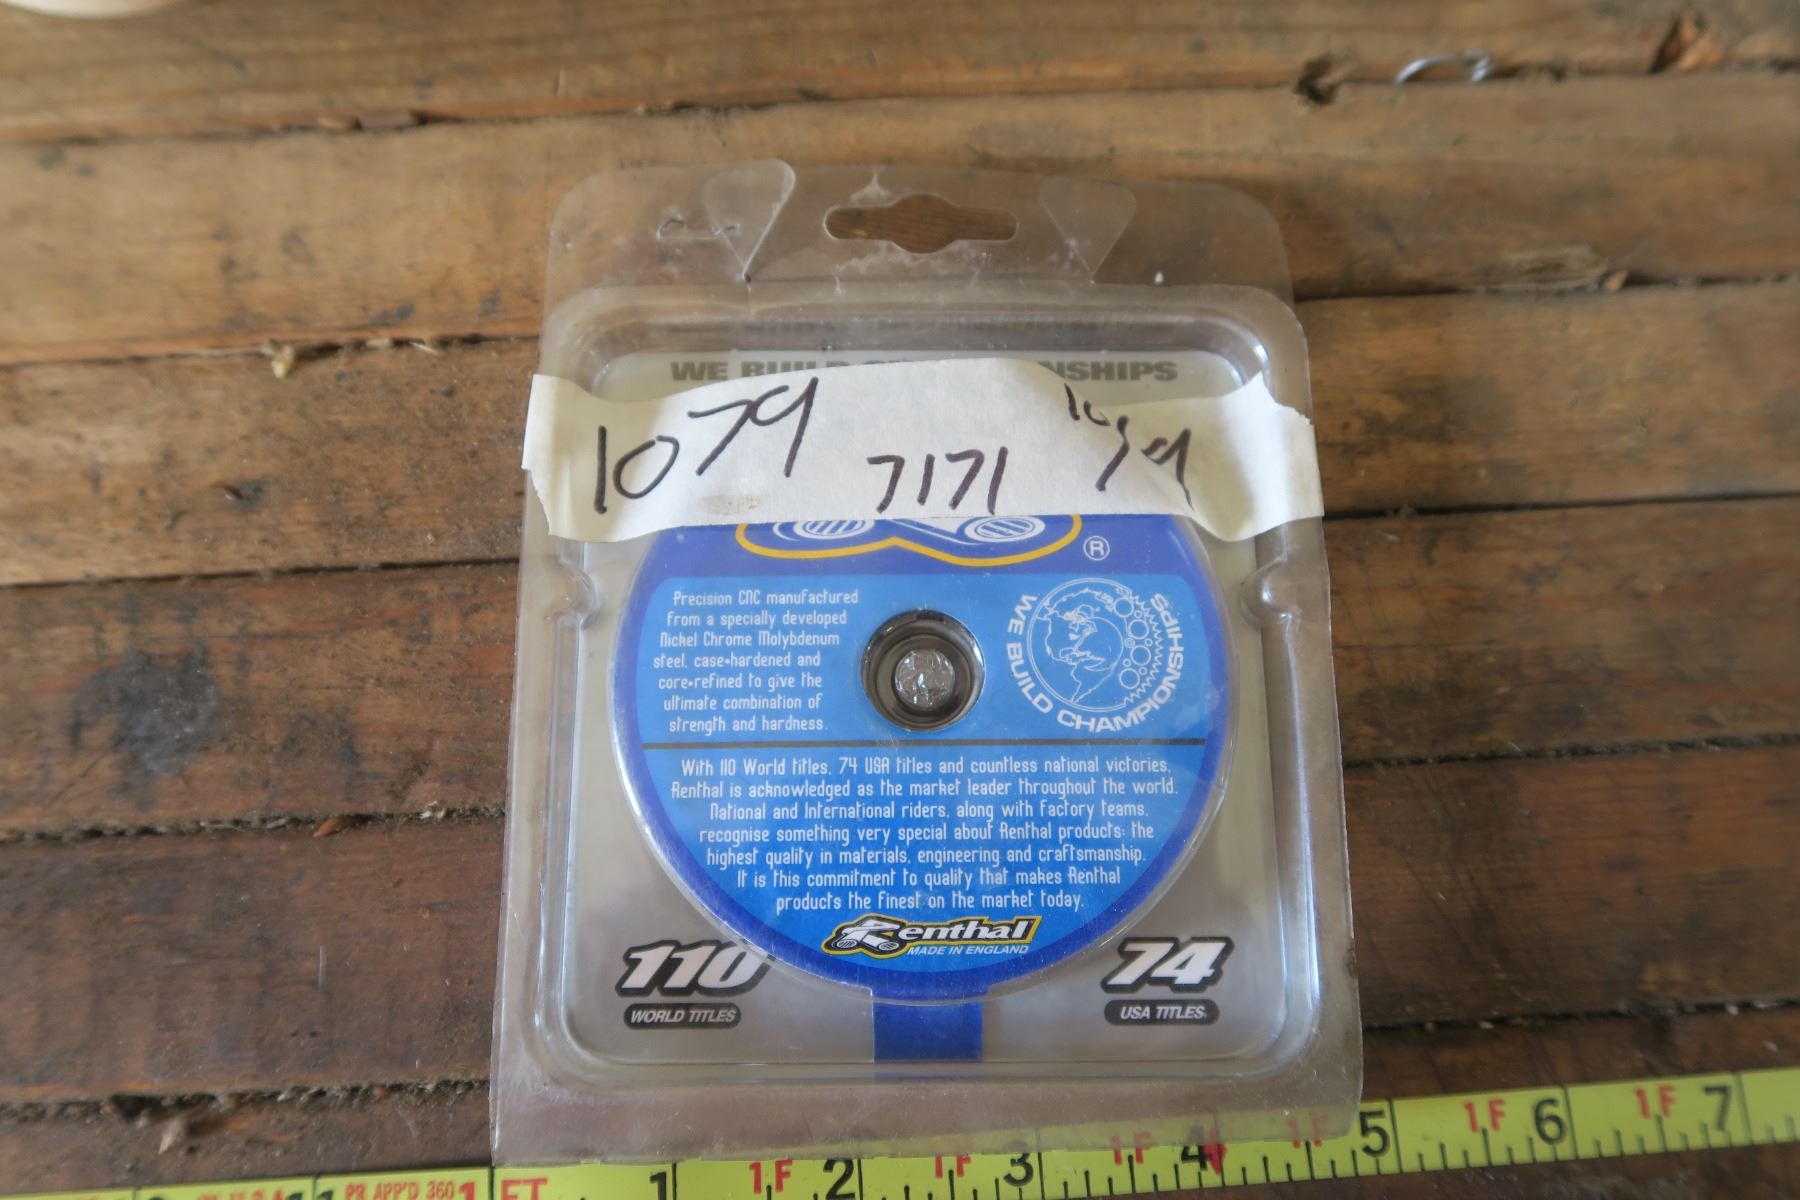 WE BUILD CHAMPIONSHIPS
1079
7171
1079
®
Precision CNC manufactured
from a specially developed
Nickel Chrome Molybdenum
steel, case•hardened and
core•refined to give the
ultimate combination of
strength and hardness.
WE BUILD CHAMPIONSHIPS
With 110 World titles, 74 USA titles and countless national victories,
Renthal is acknowledged as the market leader throughout the world.
National and International riders, along with factory teams,
recognise something very special about Renthal products: the
highest quality in materials, engineering and craftsmanship.
It is this commitment to quality that makes Renthal
products the finest on the market today.
Renthal
MADE IN ENGLAND
110
WORLD TITLES
74
USA TITLES
PR APP'D 360 1 FT 1 1F 2 1F 3 1F 4 1F 5 1F 6 1F 7